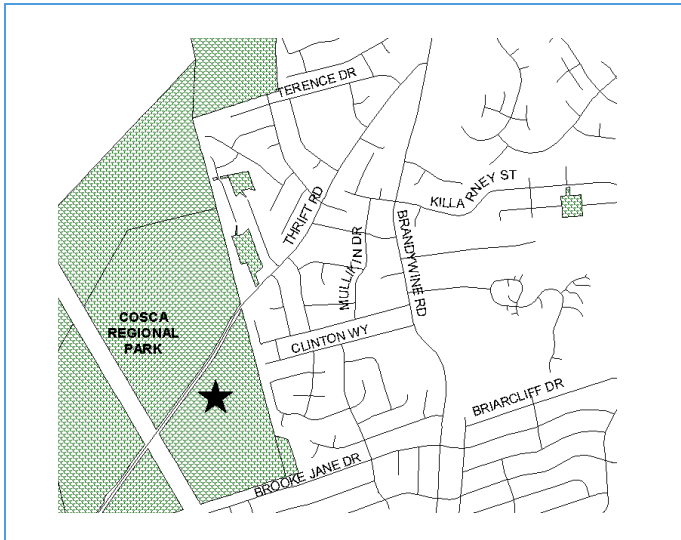 TERENCE DR
KILLARNEY ST
THRIFT RD
MULLIKIN DR
BRANDYWINE RD
COSCA
REGIONAL
PARK
CLINTON WY
BRIARCLIFF DR
BROOKE JANE DR